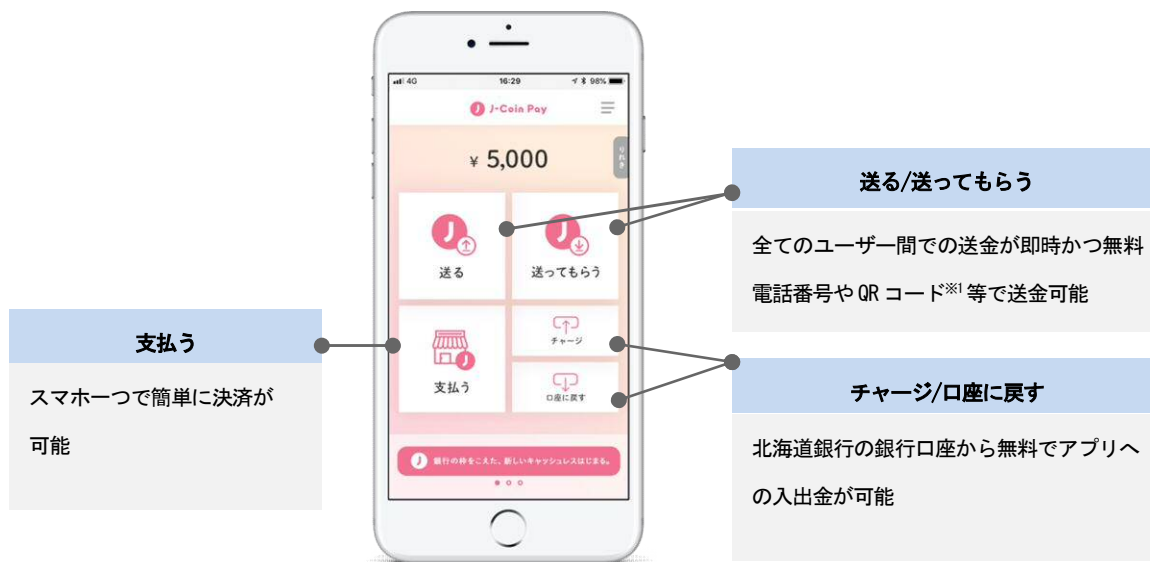 4G 16:29 98%
J-Coin Pay
¥ 5,000
りれき
送る
送ってもらう
支払う
チャージ
口座に戻す
銀行の枠をこえた、新しいキャッシュレスはじまる。
支払う
スマホ一つで簡単に決済が
可能
送る/送ってもらう
全てのユーザー間での送金が即時かつ無料
電話番号やQRコード※1等で送金可能
チャージ/口座に戻す
北海道銀行の銀行口座から無料でアプリへ
の入出金が可能